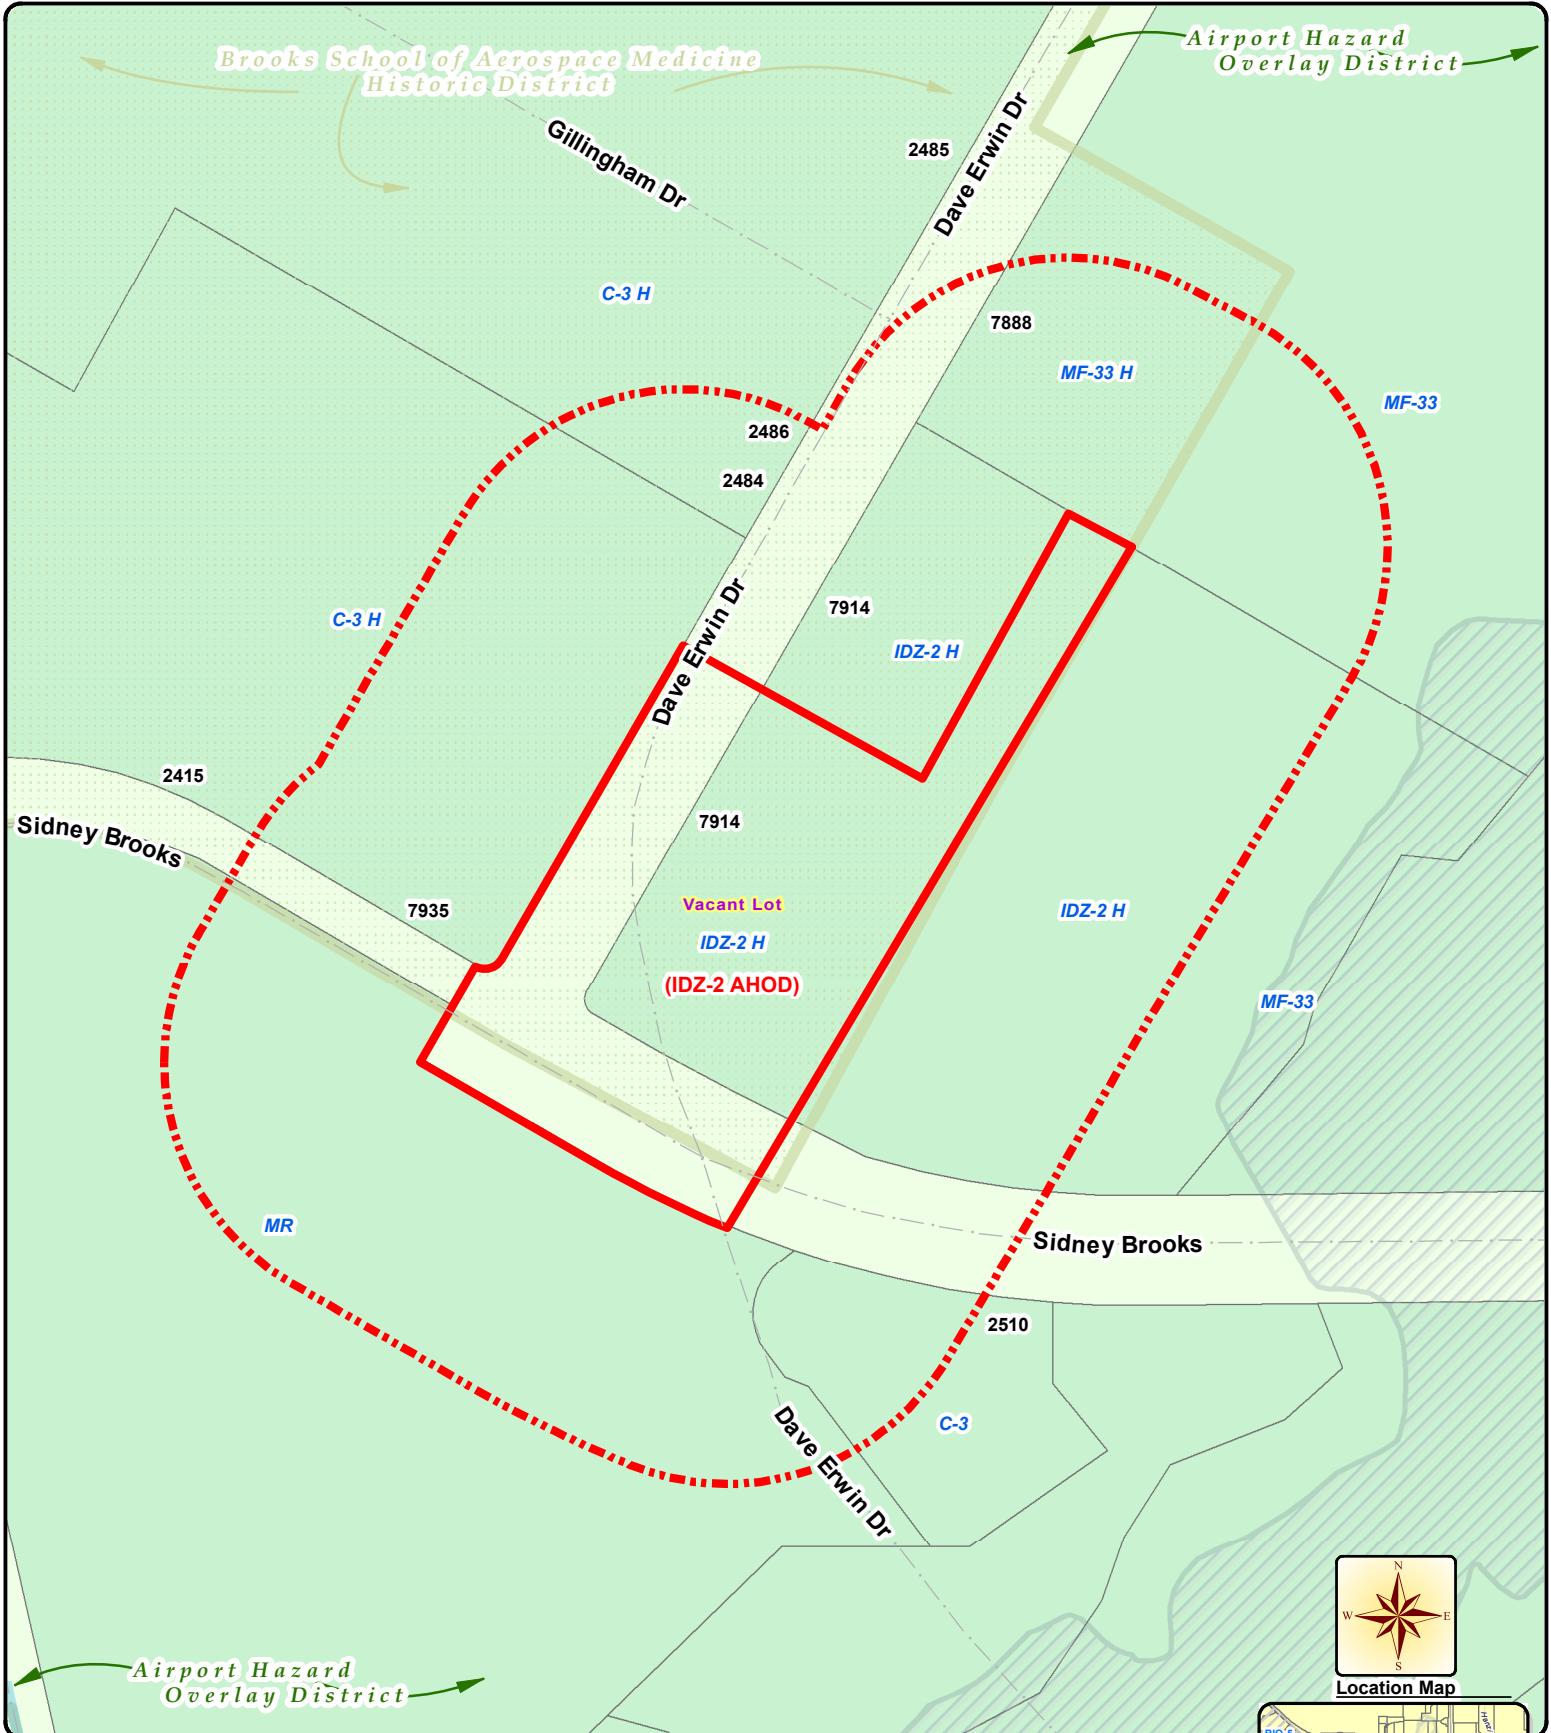 Airport Hazard
Overlay District
Brooks School of Aerospace Medicine
Historic District
Gillingham Dr
2485
Dave Erwin Dr
C-3 H
7888
MF-33 H
MF-33
2486
2484
Dave Erwin Dr
7914
C-3 H
IDZ-2 H
2415
Sidney Brooks
7914
7935
Vacant Lot
IDZ-2 H
(IDZ-2 AHOD)
IDZ-2 H
MF-33
MR
Sidney Brooks
2510
C-3
Dave Erwin Dr
N
W
E
S
Airport Hazard
Overlay District
Location Map